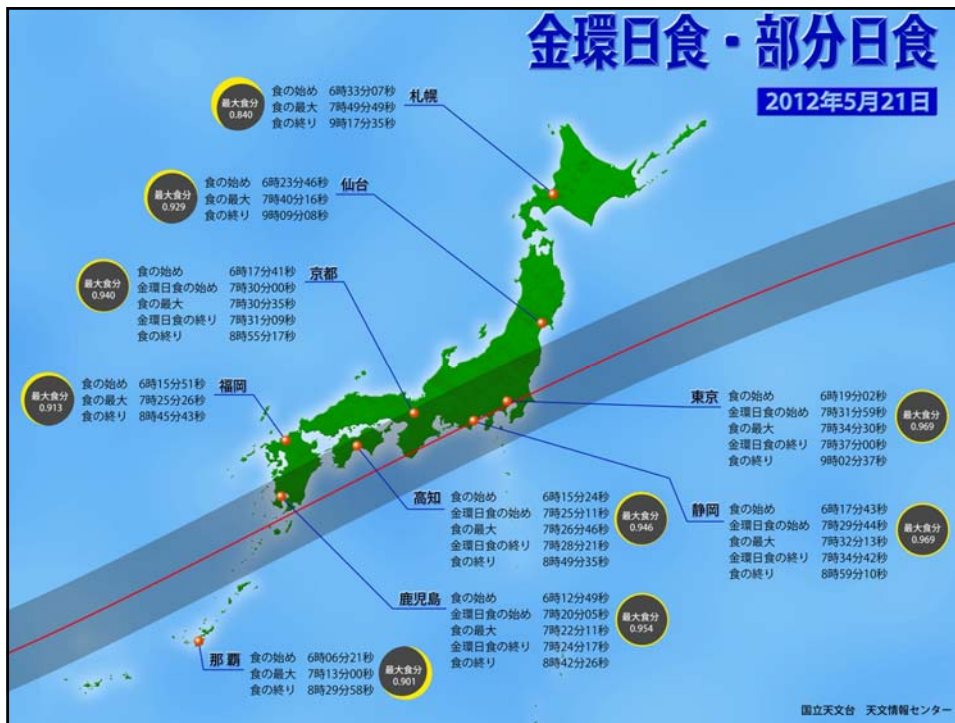 金環日食・部分日食
2012年5月21日
札幌
最大食分
0.840
食の始め 6時33分07秒
食の最大 7時49分49秒
食の終り 9時17分35秒
仙台
最大食分
0.929
食の始め 6時23分46秒
食の最大 7時40分16秒
食の終り 9時09分08秒
京都
最大食分
0.940
食の始め 6時17分41秒
金環日食の始め 7時30分00秒
食の最大 7時30分35秒
金環日食の終り 7時31分09秒
食の終り 8時55分17秒
福岡
最大食分
0.913
食の始め 6時15分51秒
食の最大 7時25分26秒
食の終り 8時45分43秒
東京
食の始め 6時19分02秒
金環日食の始め 7時31分59秒
食の最大 7時34分30秒
金環日食の終り 7時37分00秒
食の終り 9時02分37秒
最大食分
0.969
静岡
食の始め 6時17分43秒
金環日食の始め 7時29分44秒
食の最大 7時32分13秒
金環日食の終り 7時34分42秒
食の終り 8時59分10秒
最大食分
0.969
高知
食の始め 6時15分24秒
金環日食の始め 7時25分11秒
食の最大 7時26分46秒
金環日食の終り 7時28分21秒
食の終り 8時49分35秒
最大食分
0.946
鹿児島
食の始め 6時12分49秒
金環日食の始め 7時20分05秒
食の最大 7時22分11秒
金環日食の終り 7時24分17秒
食の終り 8時42分26秒
最大食分
0.954
那覇
食の始め 6時06分21秒
食の最大 7時13分00秒
食の終り 8時29分58秒
最大食分
0.901
国立天文台 天文情報センター